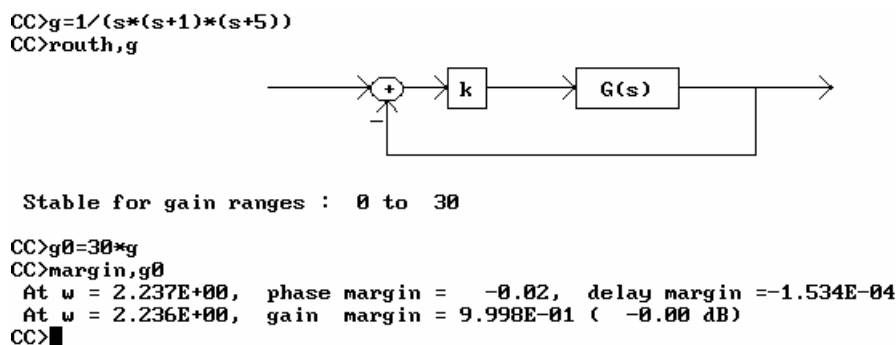 CC>g=1/(s*(s+1)*(s+5))
CC>routh,g
+ k G(s)
−
Stable for gain ranges : 0 to 30
CC>g0=30*g
CC>margin,g0
At w = 2.237E+00, phase margin = -0.02, delay margin =-1.534E-04
At w = 2.236E+00, gain margin = 9.998E-01 ( -0.00 dB)
CC>